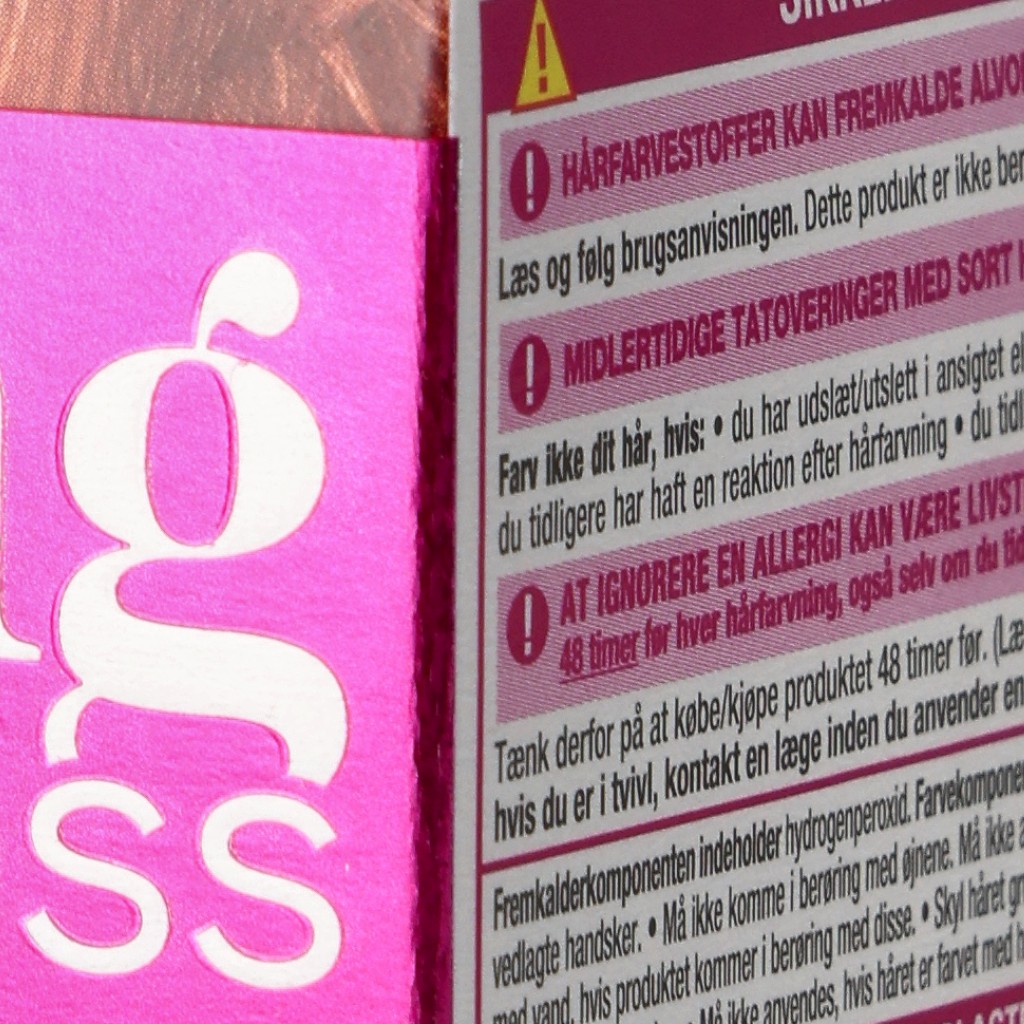 g
ss
HÅRFARVESTOFFER KAN FREMKALDE
Læs og følg brugsanvisningen. Dette produkt er ikke
MIDLERTIDIGE TATOVERINGER MED SORT
Farv ikke dit hår, hvis: • du har udslæt/utslett i ansigtet
du tidligere har haft en reaktion efter hårfarvning • du
AT IGNORERE EN ALLERGI KAN VÆRE
48 timer før hver hårfarvning, også selv om du
Tænk derfor på at købe/kjøpe produktet 48 timer før.
hvis du er i tvivl, kontakt en læge inden du anvender
Fremkalderkomponenten indeholder hydrogenperoxid.
vedlagte handsker. • Må ikke komme i berøring med øjnene. Må ikke
med vand, hvis produktet kommer i berøring med disse. • Skyl håret
Må ikke anvendes, hvis håret er farvet med